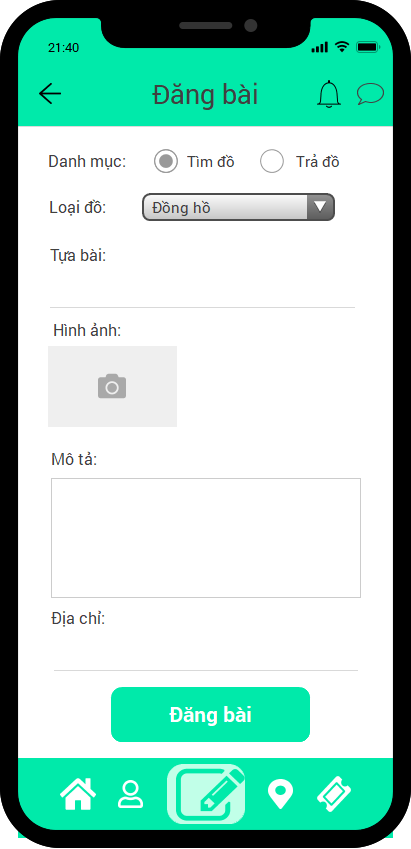 21:40
Đăng bài
Danh mục: Tìm đồ Trả đồ
Loại đồ: Đồng hồ
Tựa bài:
Hình ảnh:
Mô tả:
Địa chỉ:
Đăng bài